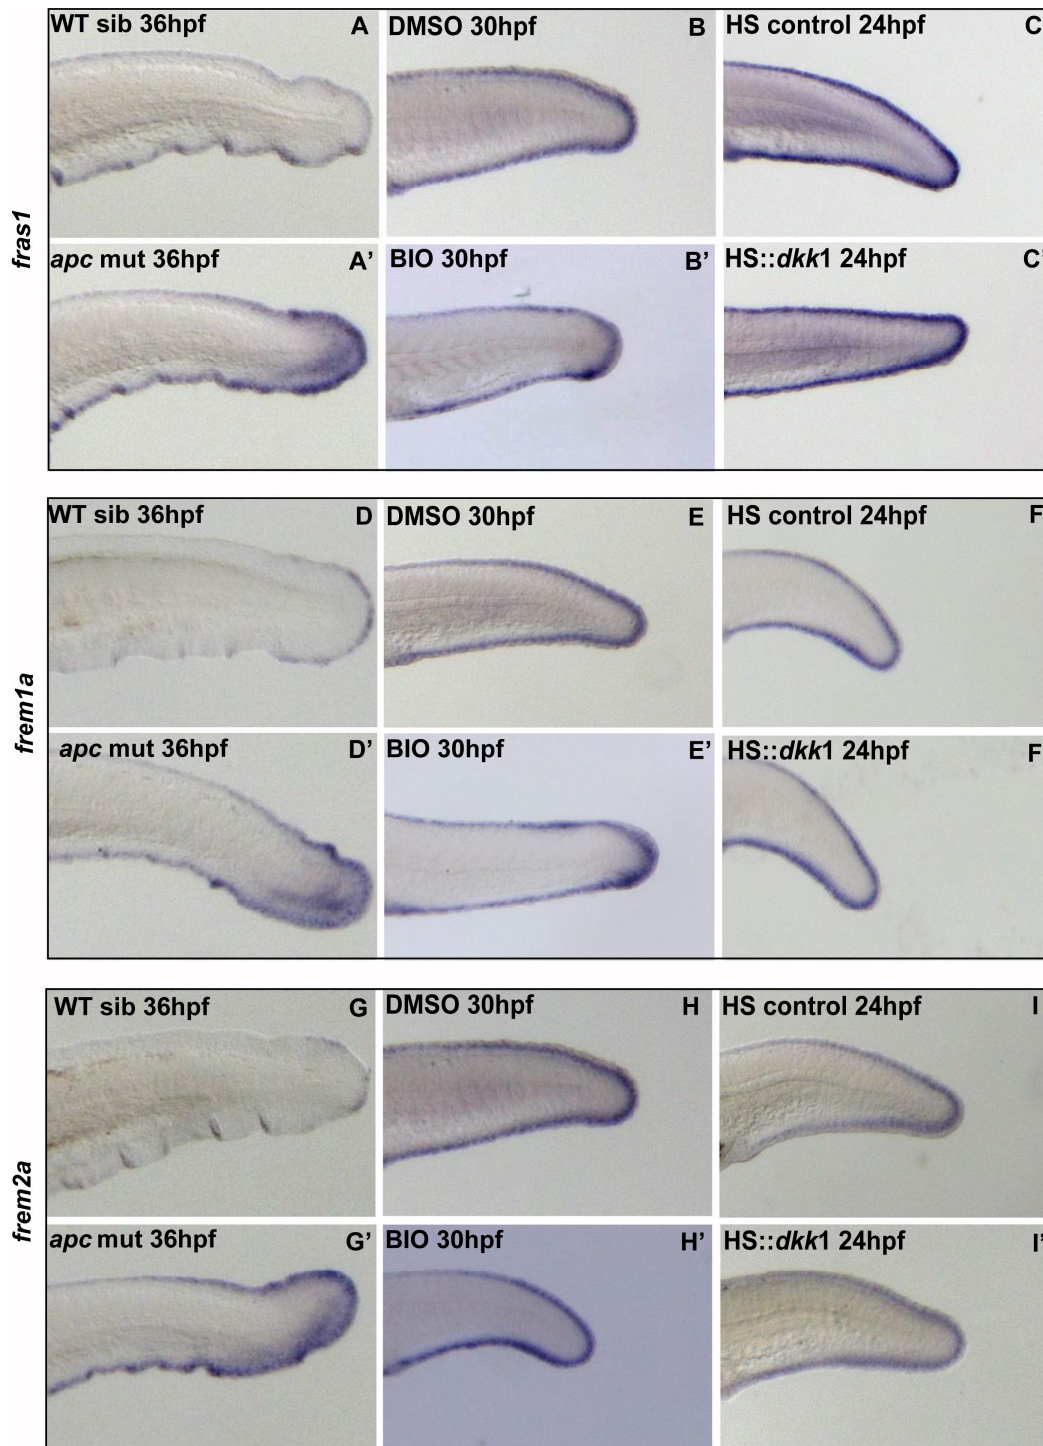 fras1
WT sib 36hpf A
DMSO 30hpf B
HS control 24hpf C
apc mut 36hpf A’
BIO 30hpf B’
HS::dkk1 24hpf C’
frem1a
WT sib 36hpf D
DMSO 30hpf E
HS control 24hpf F
apc mut 36hpf D’
BIO 30hpf E’
HS::dkk1 24hpf F
frem2a
WT sib 36hpf G
DMSO 30hpf H
HS control 24hpf I
apc mut 36hpf G’
BIO 30hpf H’
HS::dkk1 24hpf I’